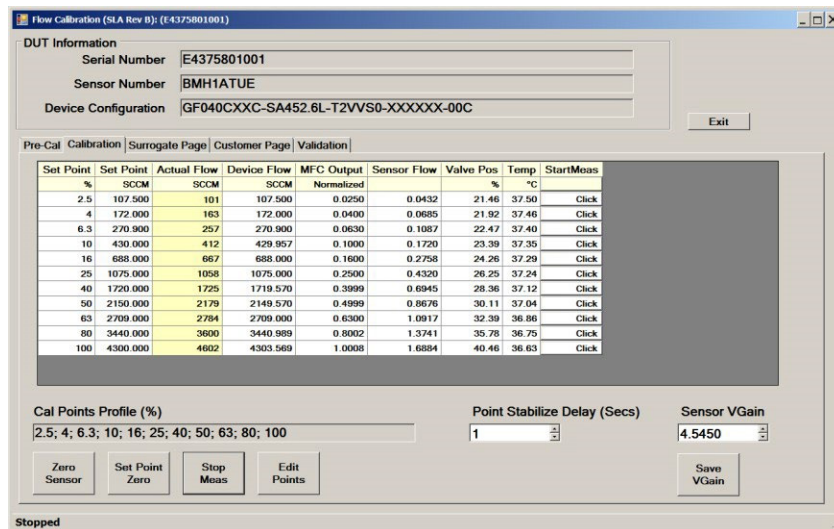 Flow Calibration (SLA Rev B): (E4375801001)
DUT Information
Serial Number E4375801001
Sensor Number BMH1ATUE
Device Configuration GF040CXXC-SA452.6L-T2VVS0-XXXXXX-00C
Exit
Pre-Cal Calibration Surrogate Page Customer Page Validation
Set Point Set Point Actual Flow Device Flow MFC Output Sensor Flow Valve Pos Temp StartMeas
% SCCM SCCM SCCM Normalized % °C
2.5 107.500 101 107.500 0.0250 0.0432 21.46 37.50 Click
4 172.000 163 172.000 0.0400 0.0685 21.92 37.46 Click
6.3 270.900 257 270.900 0.0630 0.1087 22.47 37.40 Click
10 430.000 412 429.957 0.1000 0.1720 23.39 37.35 Click
16 688.000 667 688.000 0.1600 0.2758 24.26 37.29 Click
25 1075.000 1058 1075.000 0.2500 0.4320 26.25 37.24 Click
40 1720.000 1725 1719.570 0.3999 0.6945 28.36 37.12 Click
50 2150.000 2179 2149.570 0.4999 0.8676 30.11 37.04 Click
63 2709.000 2784 2709.000 0.6300 1.0917 32.39 36.86 Click
80 3440.000 3600 3440.989 0.8002 1.3741 35.78 36.75 Click
100 4300.000 4602 4303.569 1.0008 1.6884 40.46 36.63 Click
Cal Points Profile (%) Point Stabilize Delay (Secs) Sensor VGain
2.5; 4; 6.3; 10; 16; 25; 40; 50; 63; 80; 100 1 4.5450
Zero Set Point Stop Edit Save
Sensor Zero Meas Points VGain
Stopped